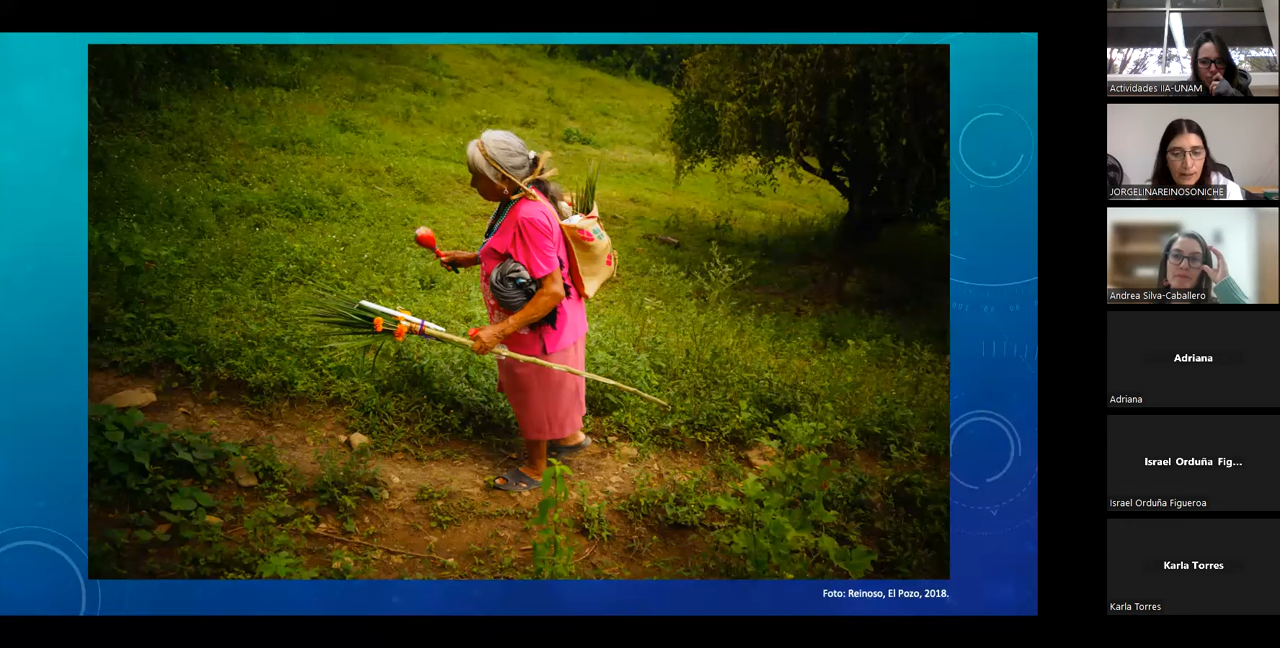 Foto: Reinoso, El Pozo, 2018.
Actividades IIA-UNAM
JORGELINAREINOSONICHE
Andrea Silva-Caballero
Adriana
Adriana
Israel Orduña Fig...
Israel Orduña Figueroa
Karla Torres
Karla Torres